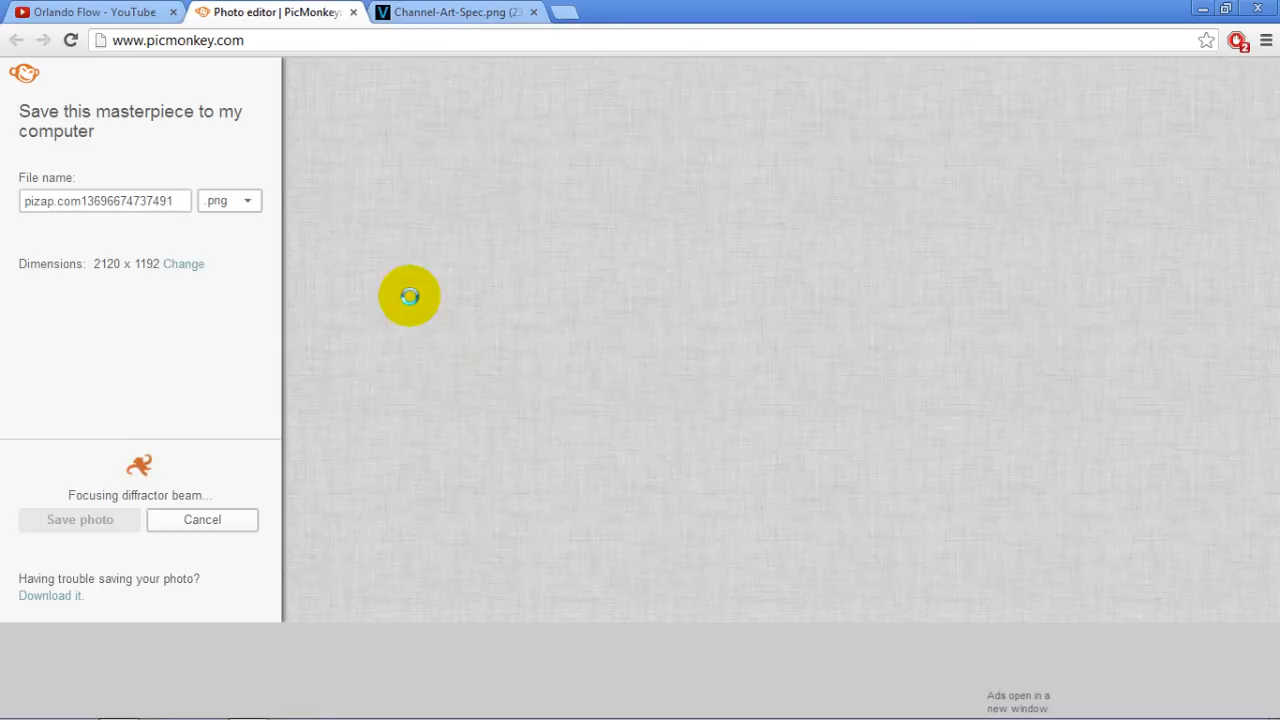 Orlando Flow - YouTube
Photo editor | PicMonkey:
Channel-Art-Spec.png (23
www.picmonkey.com
2
Save this masterpiece to my
computer
File name:
pizap.com13696674737491
.png
Dimensions: 2120 x 1192 Change
Focusing diffractor beam...
Save photo
Cancel
Having trouble saving your photo?
Download it.
Ads open in a
new window